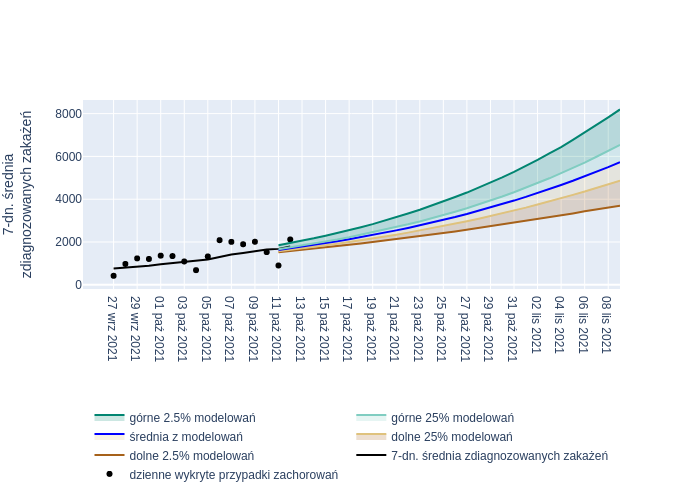 7-dn. średnia
zdiagnozowanych zakażeń
8000
6000
4000
2000
0
27 wrz 2021
29 wrz 2021
01 paź 2021
03 paź 2021
05 paź 2021
07 paź 2021
09 paź 2021
11 paź 2021
13 paź 2021
15 paź 2021
17 paź 2021
19 paź 2021
21 paź 2021
23 paź 2021
25 paź 2021
27 paź 2021
29 paź 2021
31 paź 2021
02 lis 2021
04 lis 2021
06 lis 2021
08 lis 2021
górne 2.5% modelowań
górne 25% modelowań
średnia z modelowań
dolne 25% modelowań
dolne 2.5% modelowań
7-dn. średnia zdiagnozowanych zakażeń
dzienne wykryte przypadki zachorowań